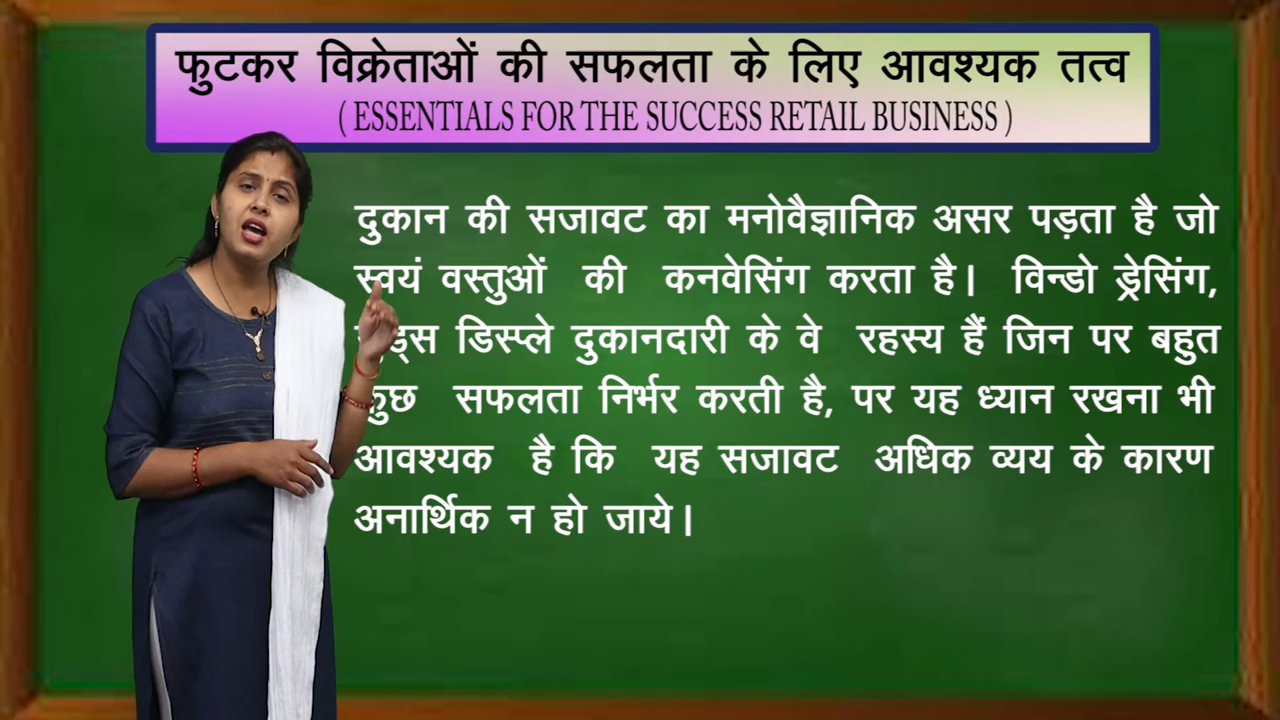 फुटकर विक्रेताओं की सफलता के लिए आवश्यक तत्व
( ESSENTIALS FOR THE SUCCESS RETAIL BUSINESS )
दुकान की सजावट का मनोवैज्ञानिक असर पड़ता है जो
स्वयं वस्तुओं की कनवेसिंग करता है। विन्डो ड्रेसिंग,
डिस्प्ले दुकानदारी के वे रहस्य हैं जिन पर बहुत
कुछ सफलता निर्भर करती है, पर यह ध्यान रखना भी
आवश्यक है कि यह सजावट अधिक व्यय के कारण
अनार्थिक न हो जाये।